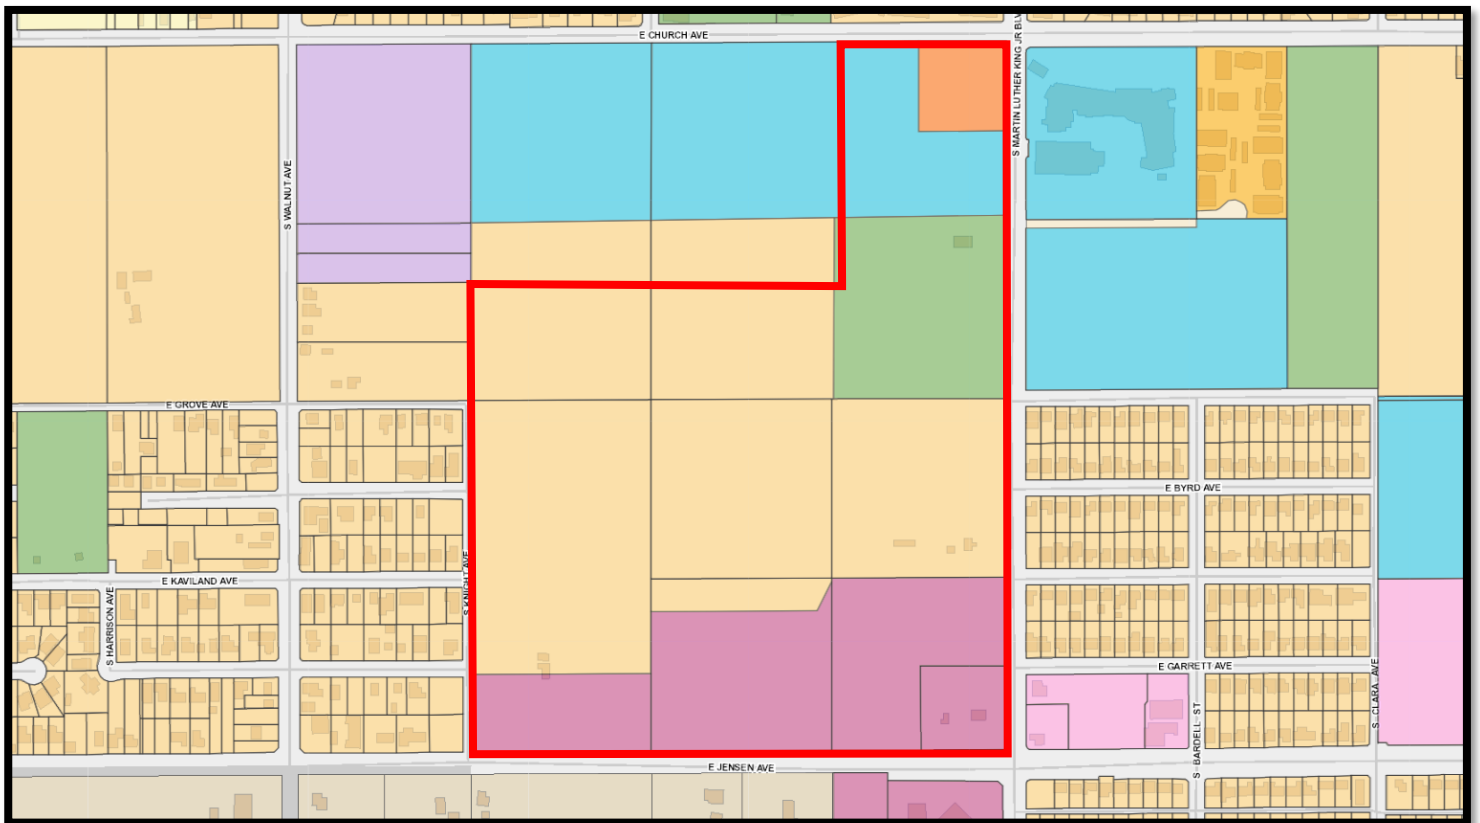 E CHURCH AVE
S MARTIN LUTHER KING JR BLV
S WALNUT AVE
E GROVE AVE
E BYRD AVE
E KAVILAND AVE
S KNIGHT AVE
S HARRISON AVE
E GARRETT AVE
S CLARA AVE
S BARDELL ST
E JENSEN AVE